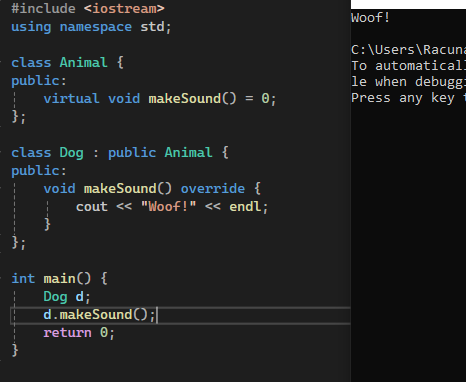 #include <iostream>
using namespace std;
class Animal {
public:
    virtual void makeSound() = 0;
};
class Dog : public Animal {
public:
    void makeSound() override {
        cout << "Woof!" << endl;
    }
};
int main() {
    Dog d;
    d.makeSound();
    return 0;
}
Woof!
C:\Users\Racuna
To automaticall
le when debuggi
Press any key t